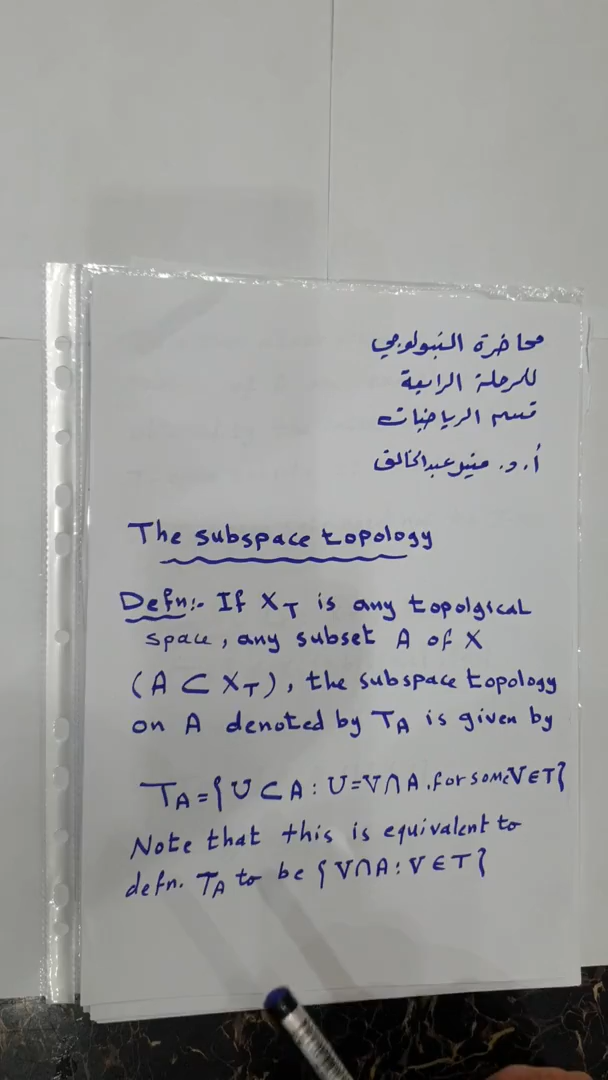 محاضرة التبولوجي
للمرحلة الرابعة
قسم الرياضيات
أ.د. منير عبدالخالق
The subspace topology
Defn:. If X_T is any topolgical
space, any subset A of X
(A ⊂ X_T), the subspace topology
on A denoted by T_A is given by
T_A = {U ⊂ A : U = V ∩ A, for some V ∈ T}
Note that this is equivalent to
defn. T_A to be {V ∩ A : V ∈ T}